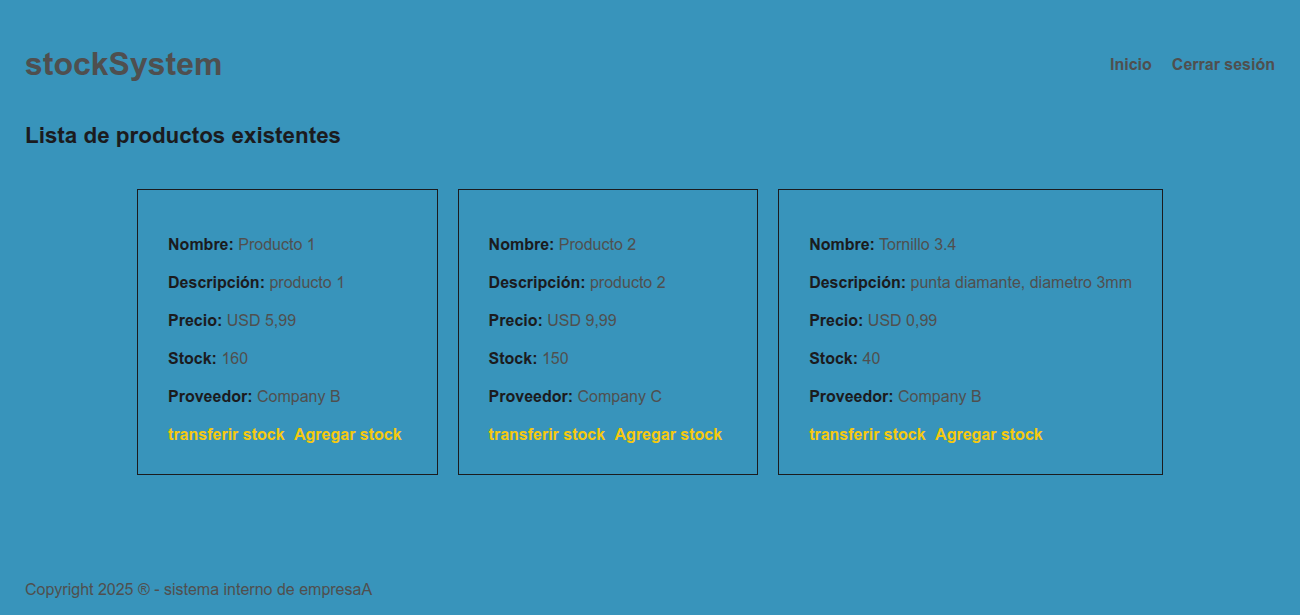 stockSystem
Inicio Cerrar sesión
Lista de productos existentes
Nombre: Producto 1
Descripción: producto 1
Precio: USD 5,99
Stock: 160
Proveedor: Company B
transferir stock Agregar stock
Nombre: Producto 2
Descripción: producto 2
Precio: USD 9,99
Stock: 150
Proveedor: Company C
transferir stock Agregar stock
Nombre: Tornillo 3.4
Descripción: punta diamante, diametro 3mm
Precio: USD 0,99
Stock: 40
Proveedor: Company B
transferir stock Agregar stock
Copyright 2025 ® - sistema interno de empresaA